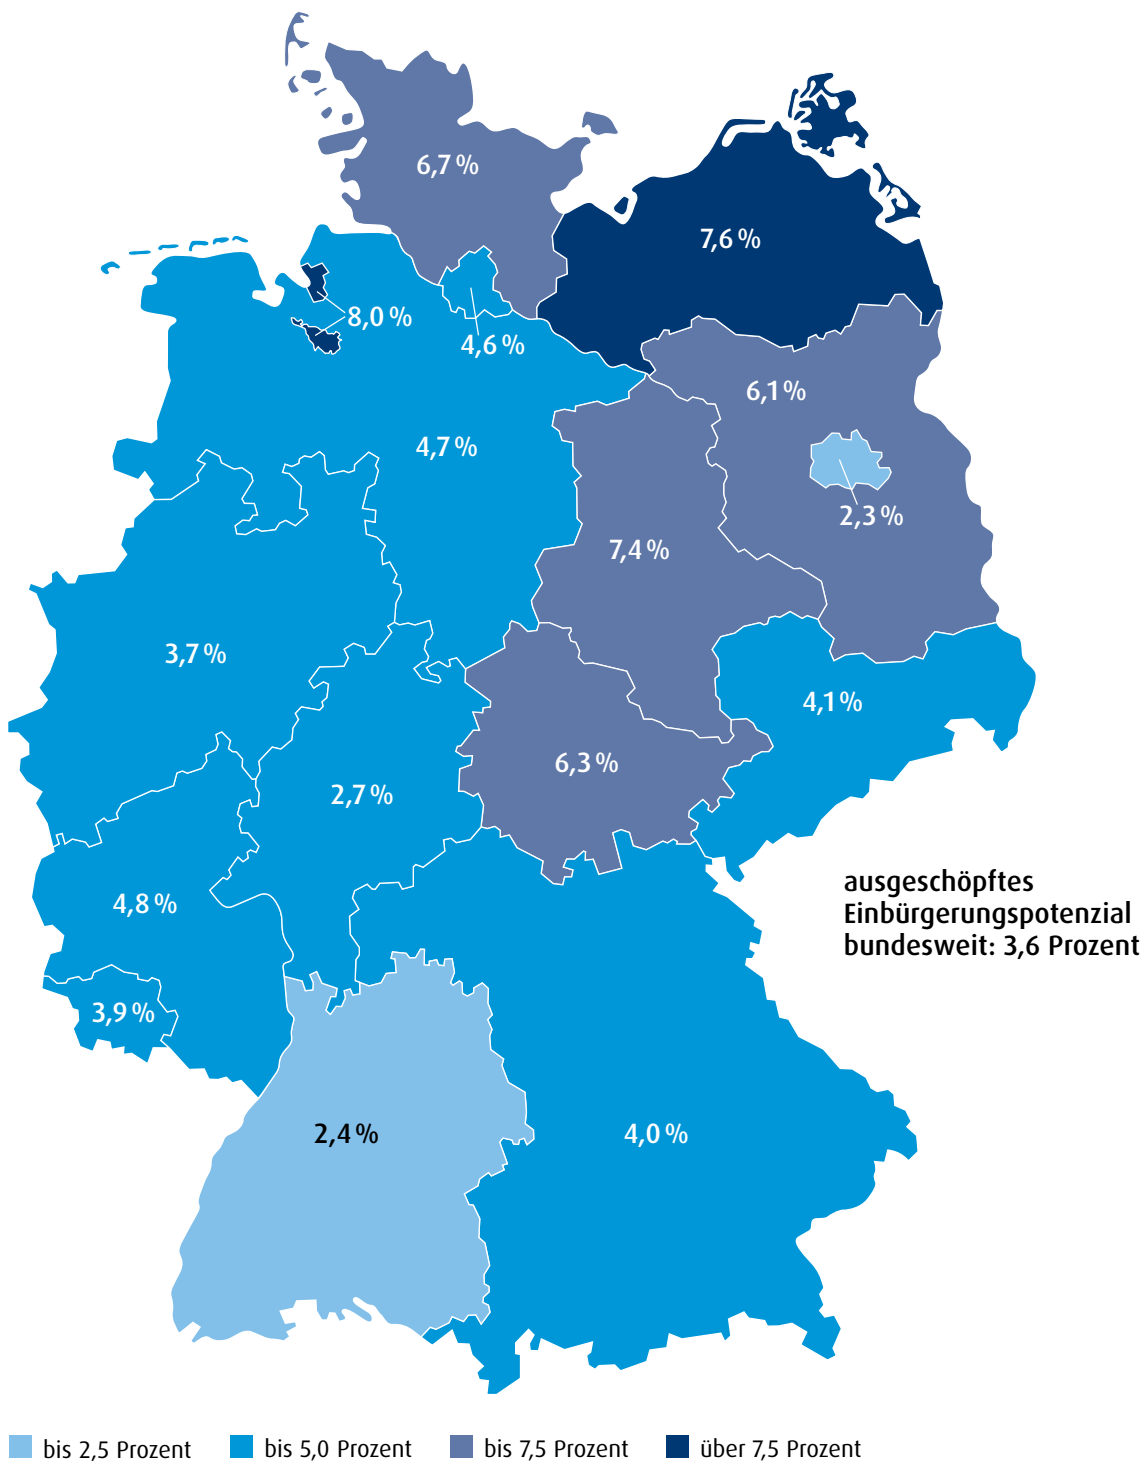 6,7 %
7,6 %
8,0 %
4,6 %
6,1 %
4,7 %
2,3 %
7,4 %
3,7 %
4,1 %
6,3 %
2,7 %
ausgeschöpftes
Einbürgerungspotenzial
bundesweit: 3,6 Prozent
4,8 %
3,9 %
2,4 %
4,0 %
bis 2,5 Prozent
bis 5,0 Prozent
bis 7,5 Prozent
über 7,5 Prozent